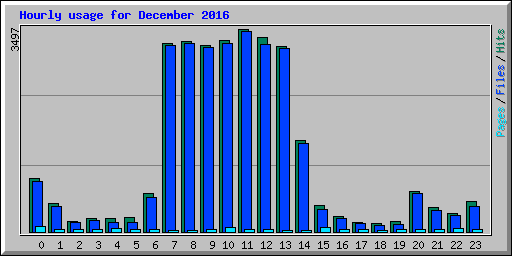 Hourly usage for December 2016
3497
Pages/Files/Hits
0 1 2 3 4 5 6 7 8 9 10 11 12 13 14 15 16 17 18 19 20 21 22 23